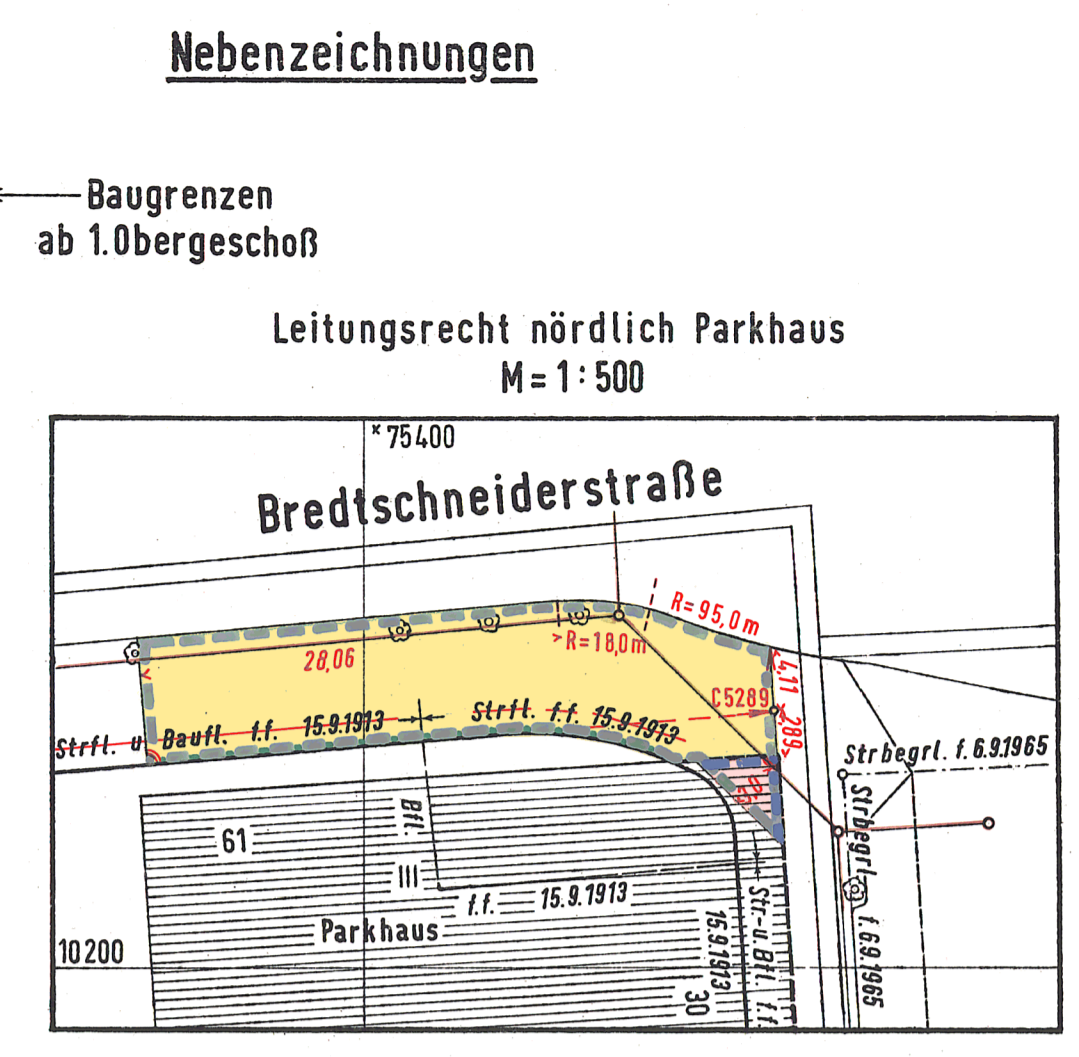 Nebenzeichnungen
Baugrenzen
ab 1.Obergeschoß
Leitungsrecht nördlich Parkhaus
M = 1 : 500
× 75400
Bredtschneiderstraße
R=95,0m
R=18,0m
28,06
4,11
C5289
2,89
Strfl. u. Baufl. f.f. 15.9.1913
Strfl. f.f. 15.9.1913
Strbegrl. f. 6.9.1965
Strbegrl. f. 6.9.1965
61
Bfl.
III
f.f. 15.9.1913
Parkhaus
Str.-u. Bfl. f.f.
15.9.1913
30
10200